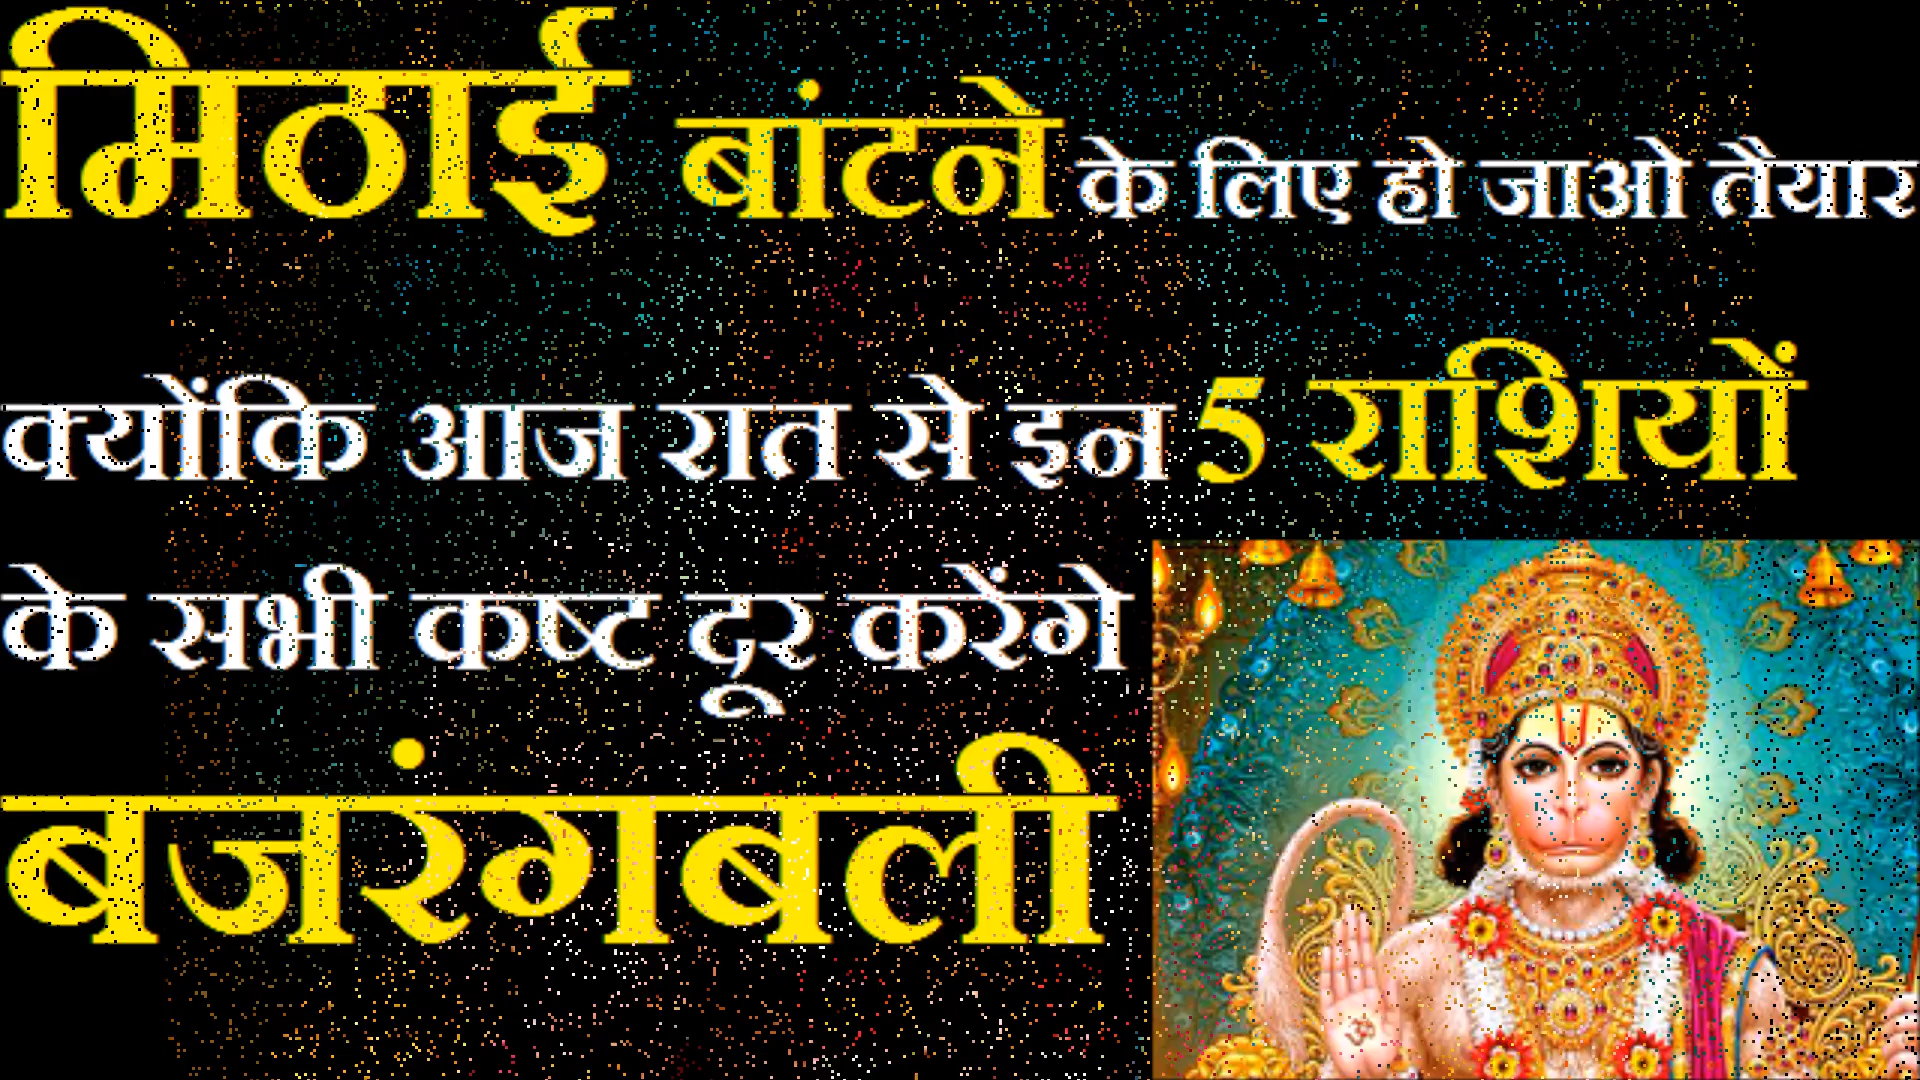 मिठाई बांटने के लिए हो जाओ तैयार
क्योंकि आज रात से इन 5 राशियों
के सभी कष्ट दूर करेंगे
बजरंगबली
ॐ